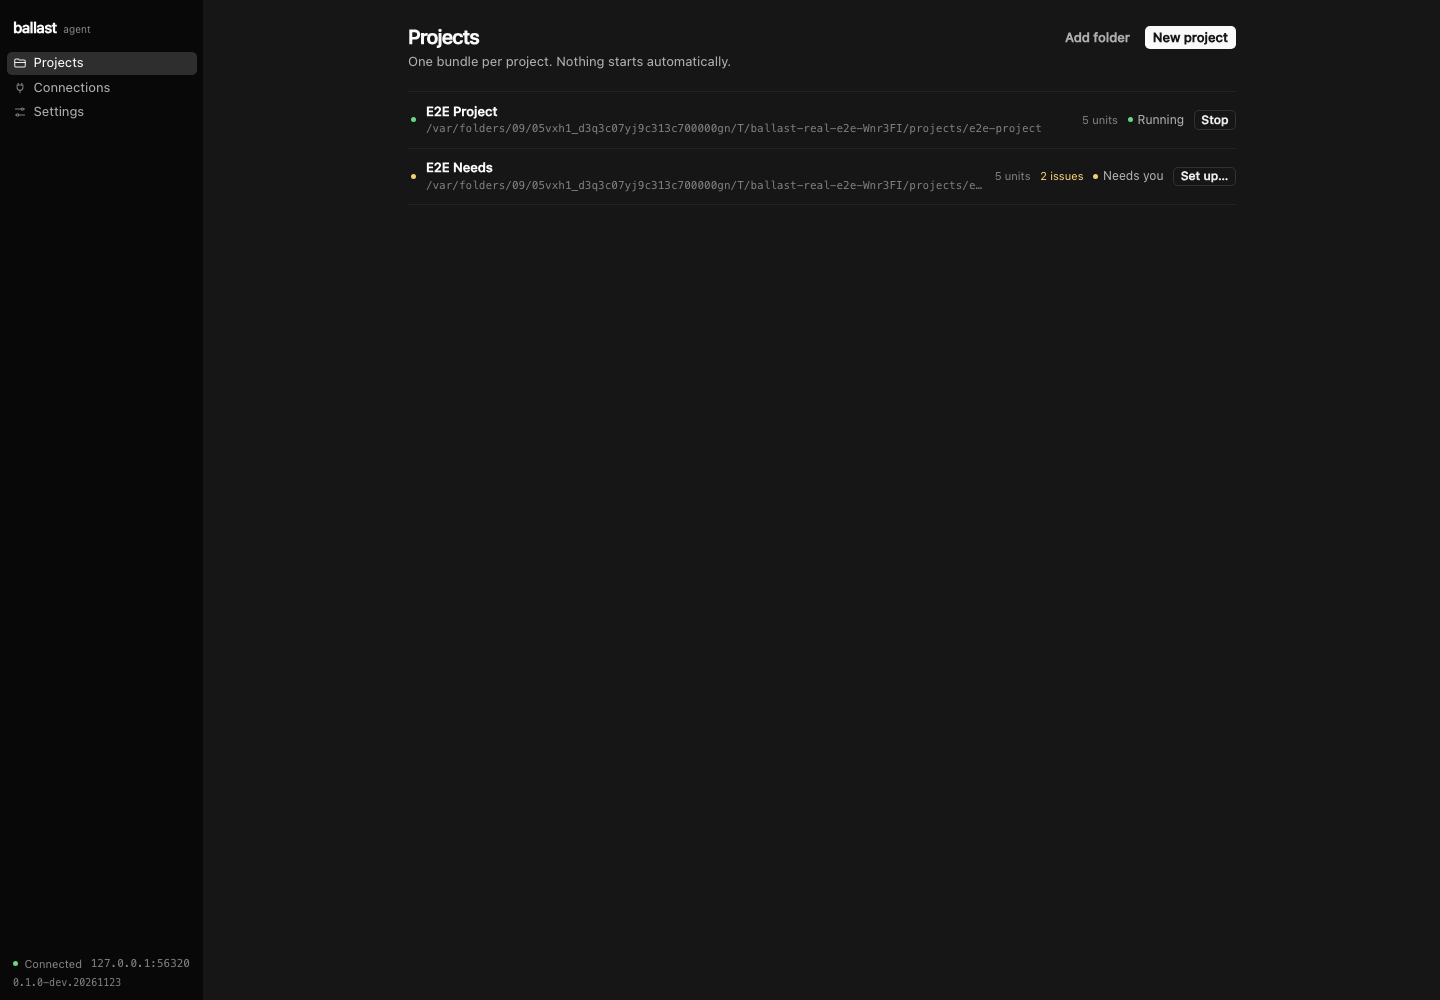 ballast agent
Projects
Connections
Settings
Projects
Add folder
New project
One bundle per project. Nothing starts automatically.
E2E Project
/var/folders/09/05vxh1_d3q3c07yj9c313c700000gn/T/ballast-real-e2e-Wnr3FI/projects/e2e-project
5 units
Running
Stop
E2E Needs
/var/folders/09/05vxh1_d3q3c07yj9c313c700000gn/T/ballast-real-e2e-Wnr3FI/projects/e…
5 units
2 issues
Needs you
Set up...
Connected 127.0.0.1:56320
0.1.0-dev.20261123